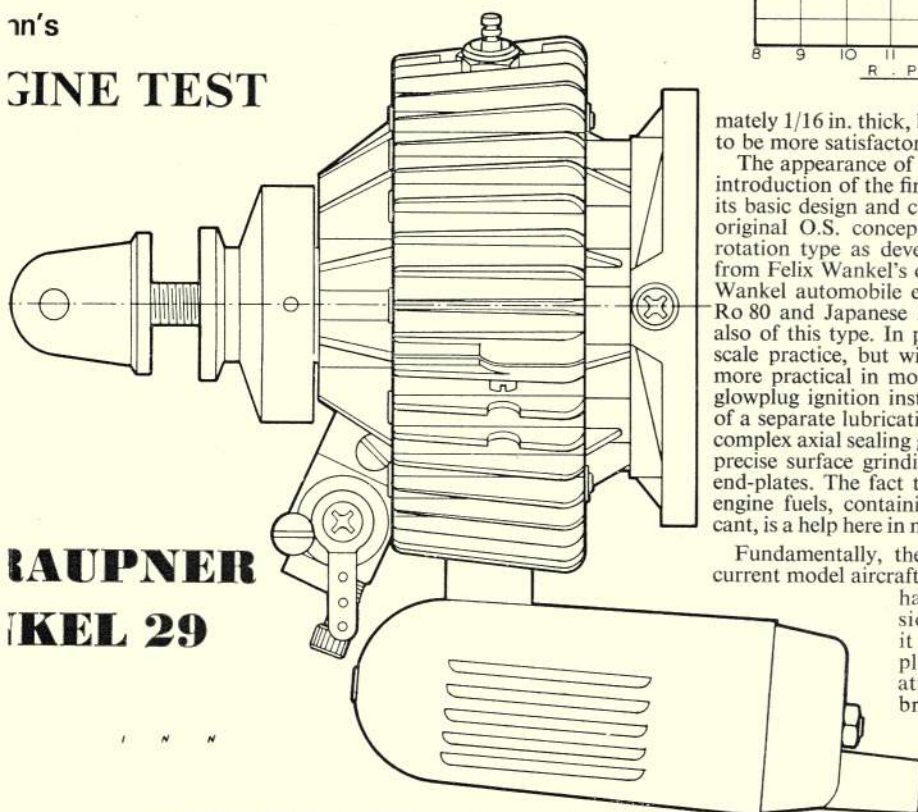 nn's
GINE TEST
RAUPNER
KEL 29
I N N
8 9 10 11
R . P
mately 1/16 in. thick,
to be more satisfactor
The appearance of
introduction of the fir
its basic design and c
original O.S. concep
rotation type as deve
from Felix Wankel's
Wankel automobile e
Ro 80 and Japanese
also of this type. In p
scale practice, but wi
more practical in mo
glowplug ignition inst
of a separate lubricati
complex axial sealing
precise surface grindi
end-plates. The fact t
engine fuels, containi
cant, is a help here in
Fundamentally, the
current model aircraft
ha
sio
it
pl
ati
br